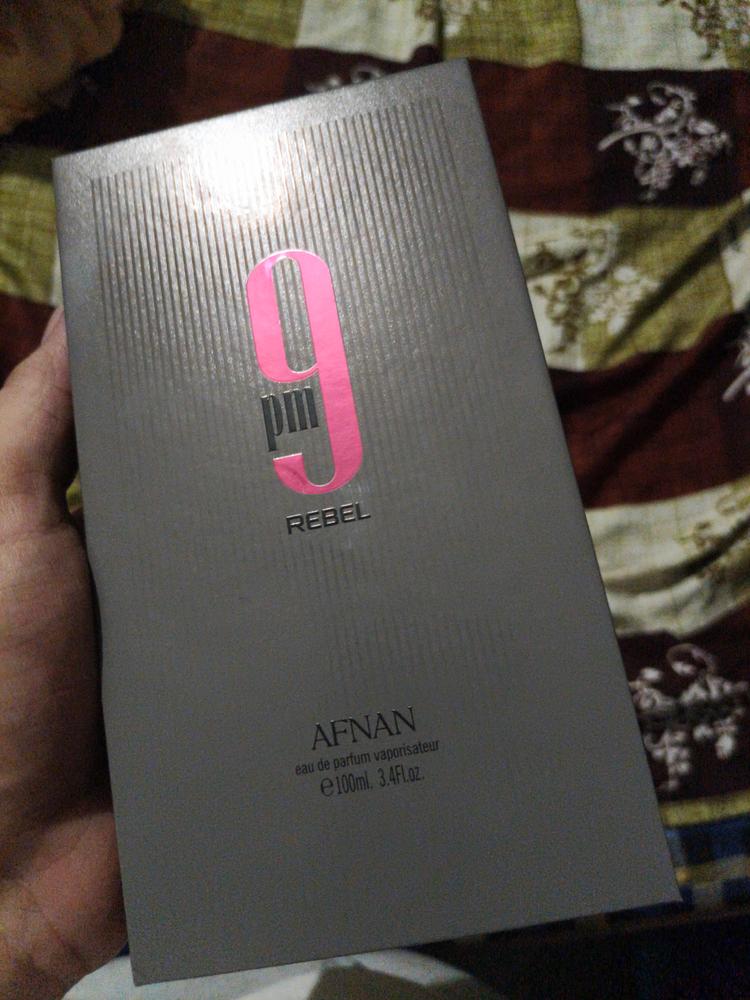 9
pm
REBEL
AFNAN
eau de parfum vaporisateur
℮100ml. 3.4Fl.oz.